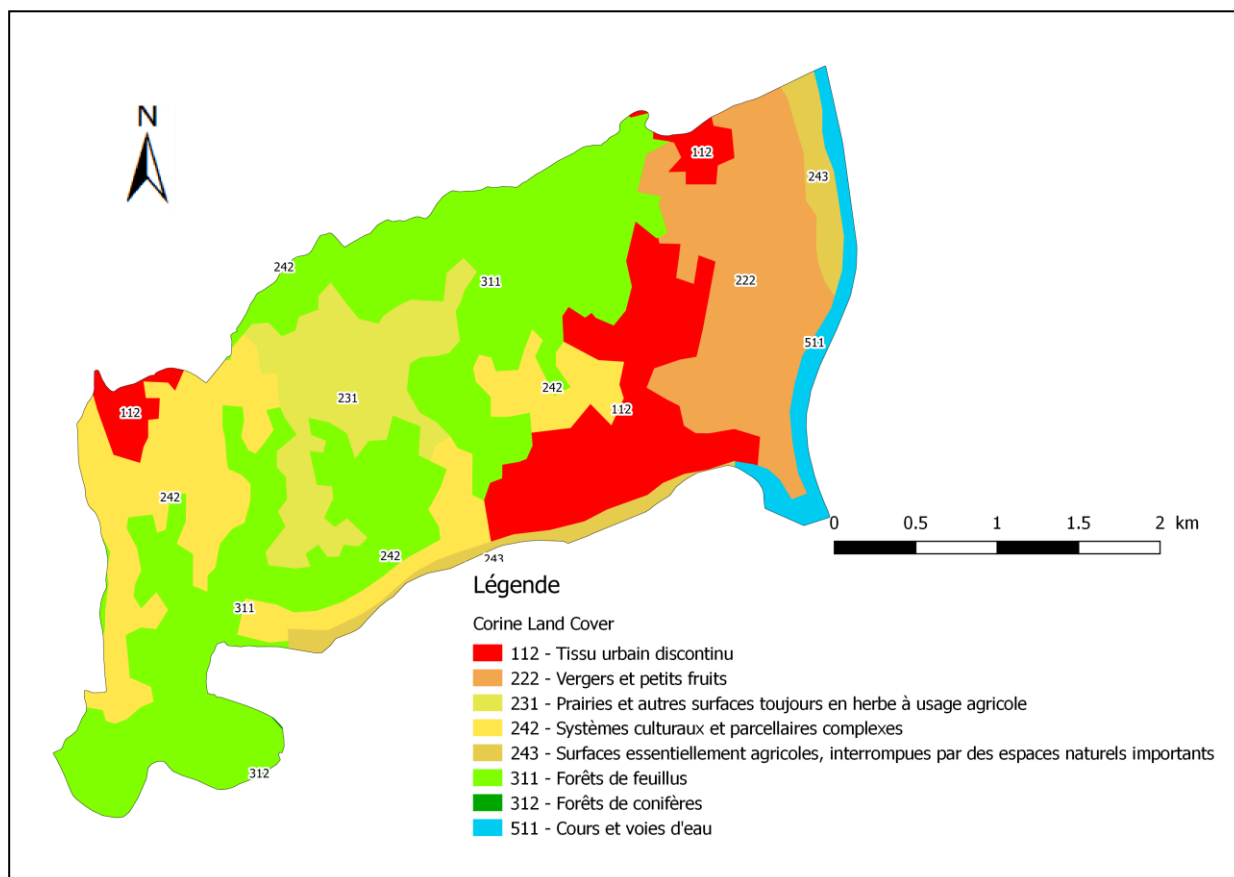 N
112
243
242
311
222
511
231
242
112
112
242
242
243
311
312
0 0.5 1 1.5 2 km
Légende
Corine Land Cover
112 - Tissu urbain discontinu
222 - Vergers et petits fruits
231 - Prairies et autres surfaces toujours en herbe à usage agricole
242 - Systèmes culturaux et parcellaires complexes
243 - Surfaces essentiellement agricoles, interrompues par des espaces naturels importants
311 - Forêts de feuillus
312 - Forêts de conifères
511 - Cours et voies d'eau